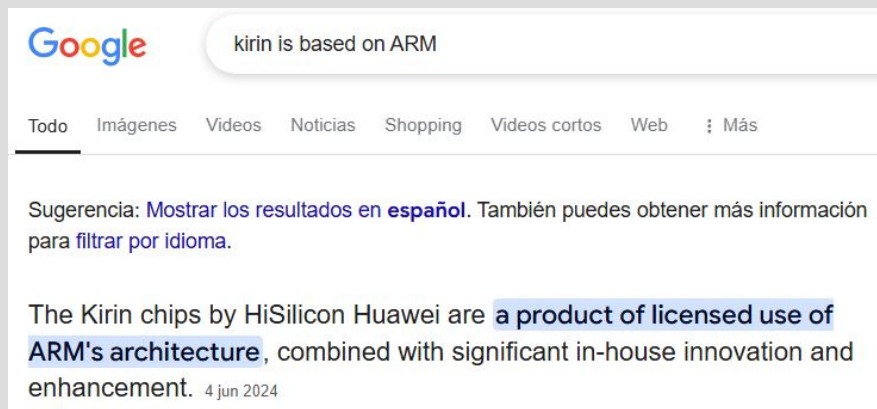 Google
kirin is based on ARM
Todo Imágenes Videos Noticias Shopping Videos cortos Web Más
Sugerencia: Mostrar los resultados en español. También puedes obtener más información
para filtrar por idioma.
The Kirin chips by HiSilicon Huawei are a product of licensed use of
ARM's architecture, combined with significant in-house innovation and
enhancement. 4 jun 2024